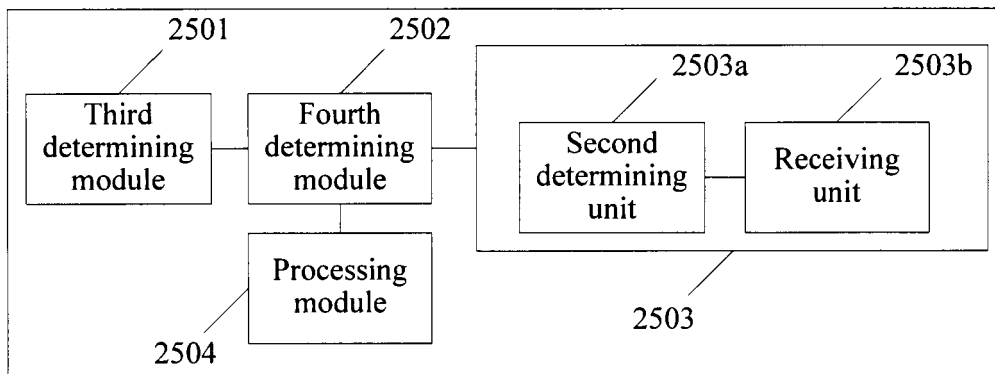 2501
2502
2503a
2503b
Third
determining
module
Fourth
determining
module
Second
determining
unit
Receiving
unit
Processing
module
2504
2503